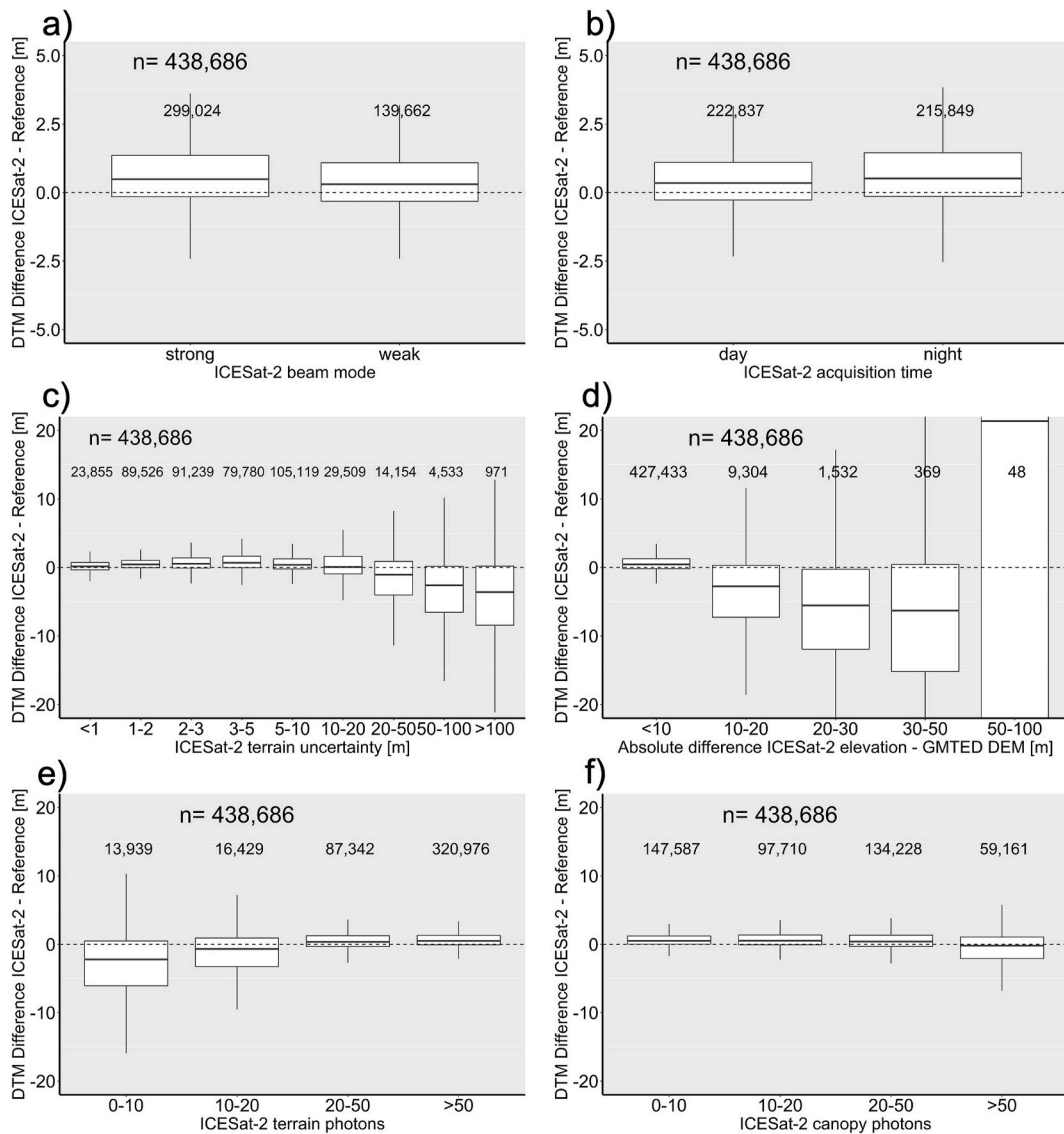 a)
b)
DTM Difference ICESat-2 - Reference [m]
5.0
2.5
0.0
-2.5
-5.0
n= 438,686
299,024 139,662
strong weak
ICESat-2 beam mode
DTM Difference ICESat-2 - Reference [m]
5.0
2.5
0.0
-2.5
-5.0
n= 438,686
222,837 215,849
day night
ICESat-2 acquisition time
c)
d)
DTM Difference ICESat-2 - Reference [m]
20
10
0
-10
-20
n= 438,686
23,855 89,526 91,239 79,780 105,119 29,509 14,154 4,533 971
<1 1-2 2-3 3-5 5-10 10-20 20-50 50-100 >100
ICESat-2 terrain uncertainty [m]
DTM Difference ICESat-2 - Reference [m]
20
10
0
-10
-20
n= 438,686
427,433 9,304 1,532 369 48
<10 10-20 20-30 30-50 50-100
Absolute difference ICESat-2 elevation - GMTED DEM [m]
e)
f)
DTM Difference ICESat-2 - Reference [m]
20
10
0
-10
-20
n= 438,686
13,939 16,429 87,342 320,976
0-10 10-20 20-50 >50
ICESat-2 terrain photons
DTM Difference ICESat-2 - Reference [m]
20
10
0
-10
-20
n= 438,686
147,587 97,710 134,228 59,161
0-10 10-20 20-50 >50
ICESat-2 canopy photons